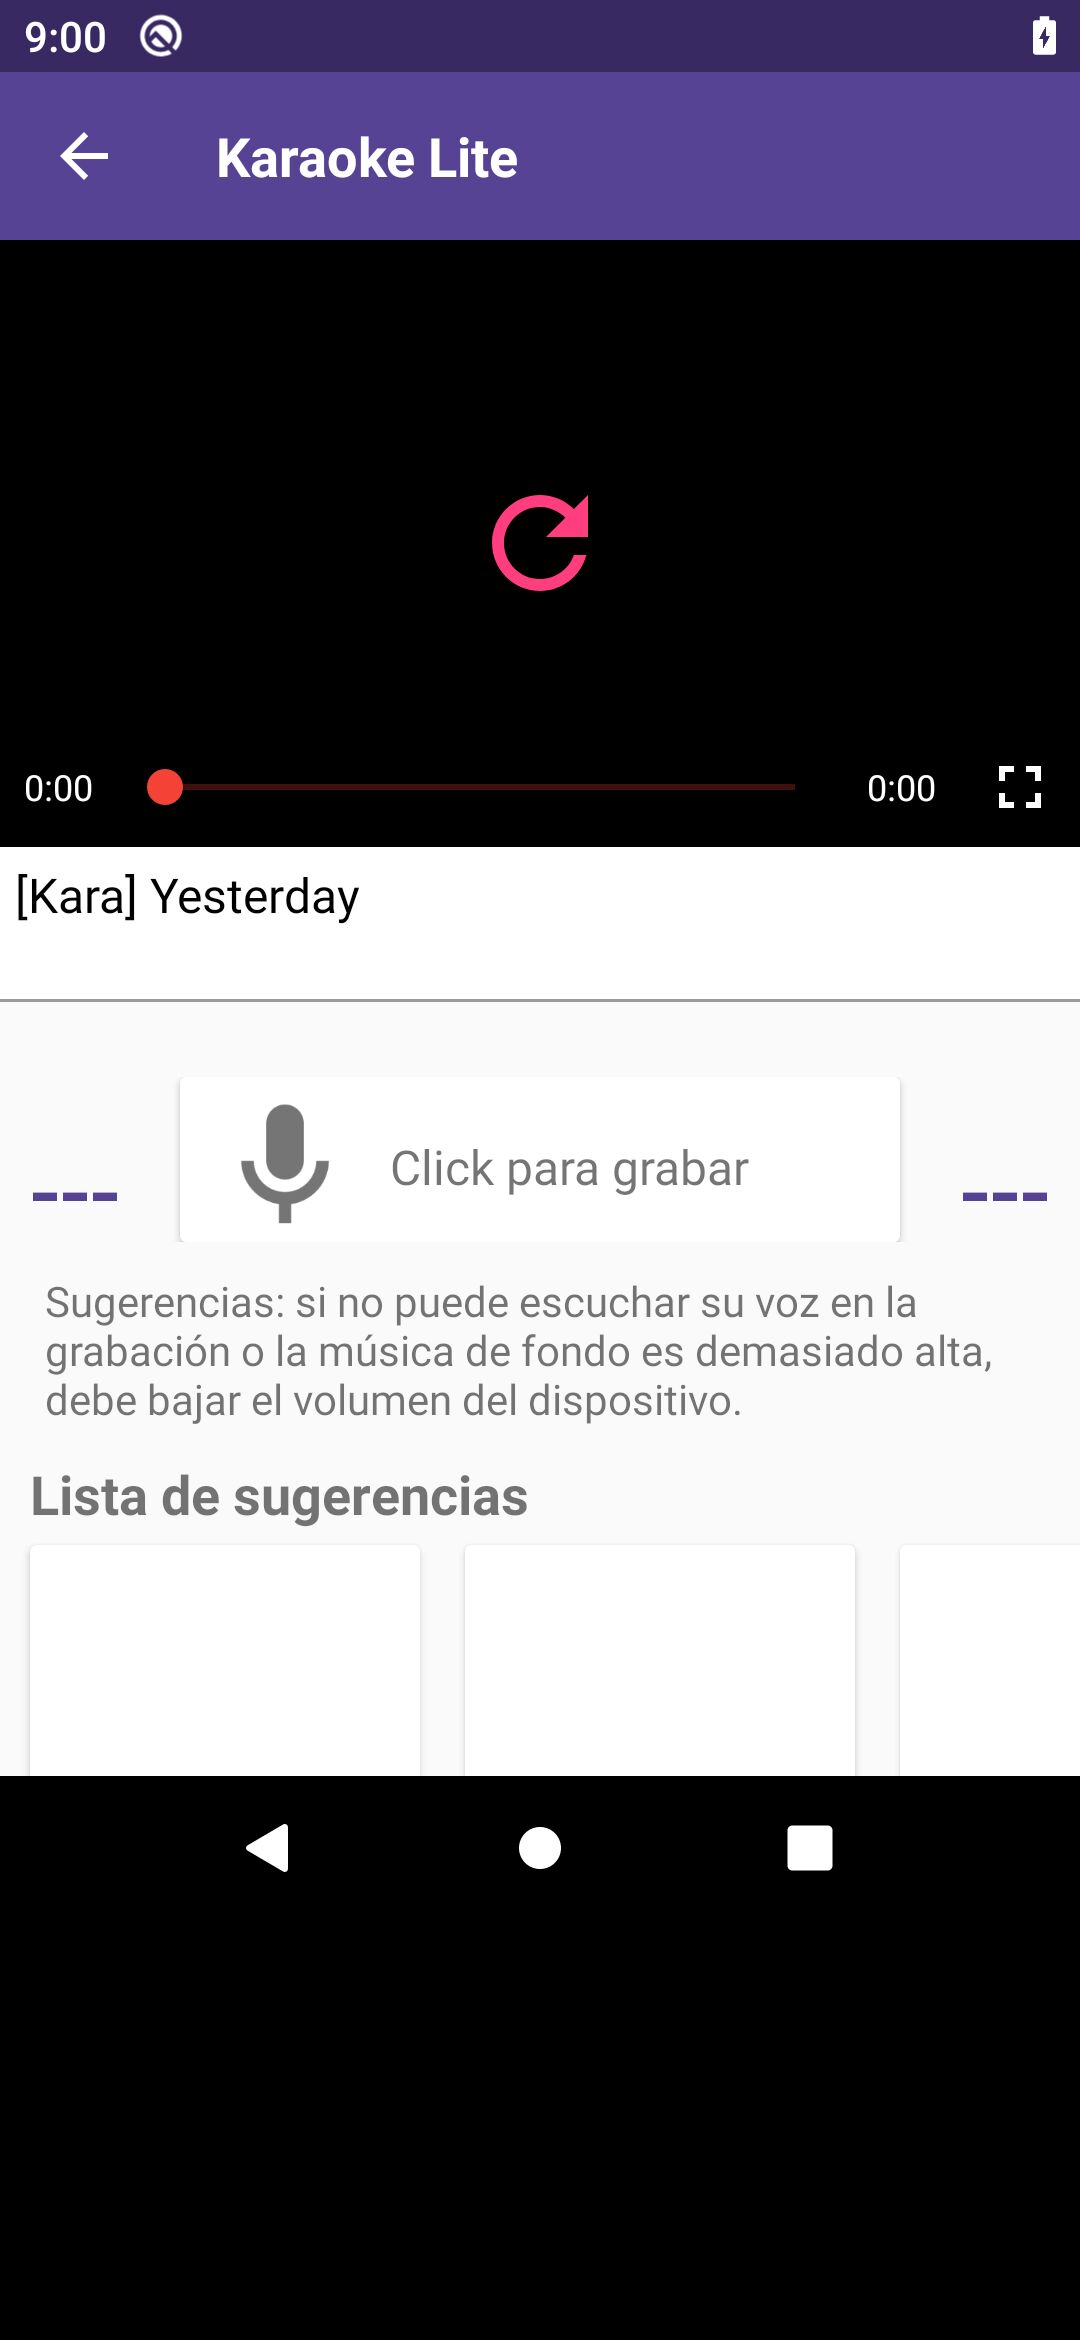 9:00
Karaoke Lite
0:00
0:00
[Kara] Yesterday
---
Click para grabar
---
Sugerencias: si no puede escuchar su voz en la
grabación o la música de fondo es demasiado alta,
debe bajar el volumen del dispositivo.
Lista de sugerencias